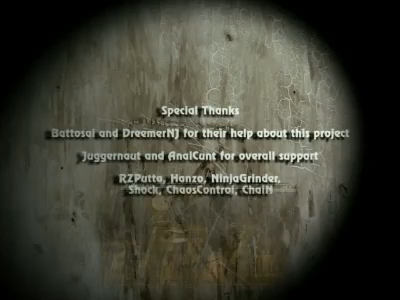 Special Thanks
Battosai and DreemerNJ for their help about this project
Juggernaut and AnalCunt for overall support
RZPutta, Hanzo, NinjaGrinder,
Shock, ChaosControl, ChaiN